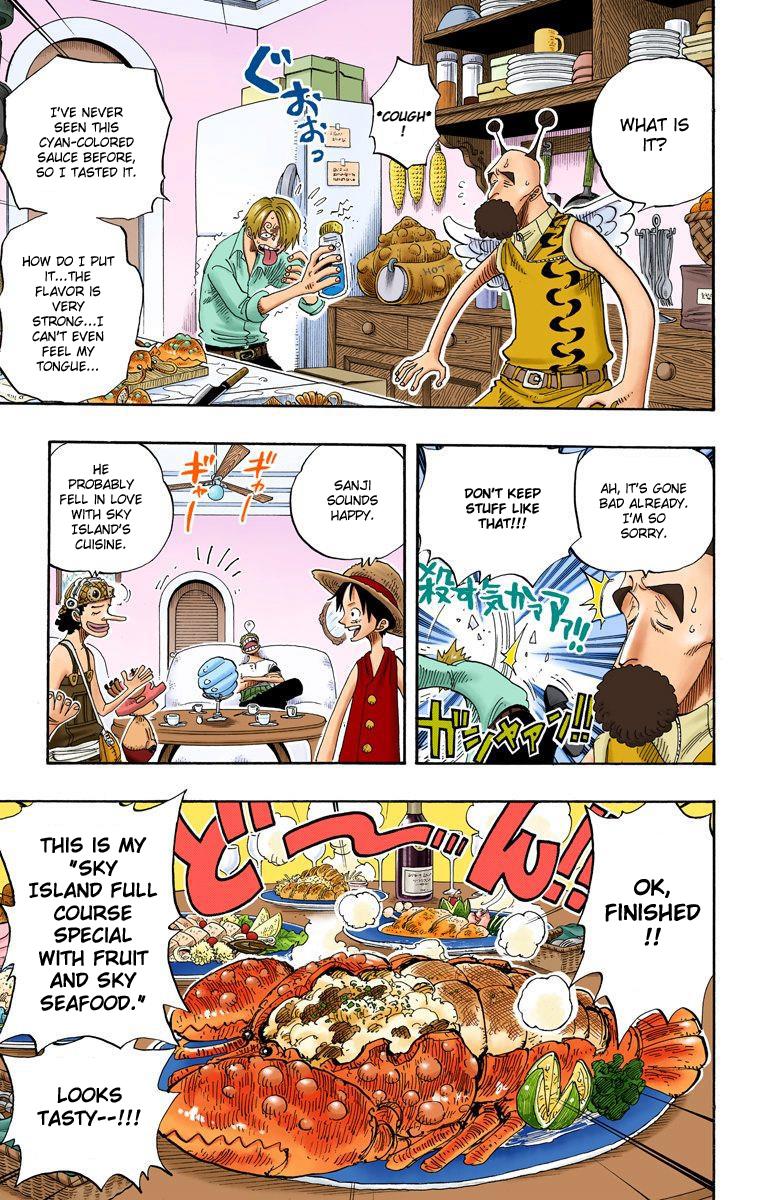 WHAT IS
IT?
*COUGH*
!
ぐおおっ
I'VE NEVER
SEEN THIS
CYAN-COLORED
SAUCE BEFORE,
SO I TASTED IT.
HOW DO I PUT
IT...THE
FLAVOR IS
VERY
STRONG...I
CAN'T EVEN
FEEL MY
TONGUE...
HOT
AH, IT'S GONE
BAD ALREADY.
I'M SO
SORRY.
DON'T KEEP
STUFF LIKE
THAT!!!
殺す気かァアア!!
ガシャアァン!!
SANJI
SOUNDS
HAPPY.
ギャー
ギャー
HE
PROBABLY
FELL IN LOVE
WITH SKY
ISLAND'S
CUISINE.
OK,
FINISHED
!!
ど〜〜ん!!
THIS IS MY
"SKY
ISLAND FULL
COURSE
SPECIAL
WITH FRUIT
AND SKY
SEAFOOD."
LOOKS
TASTY--!!!